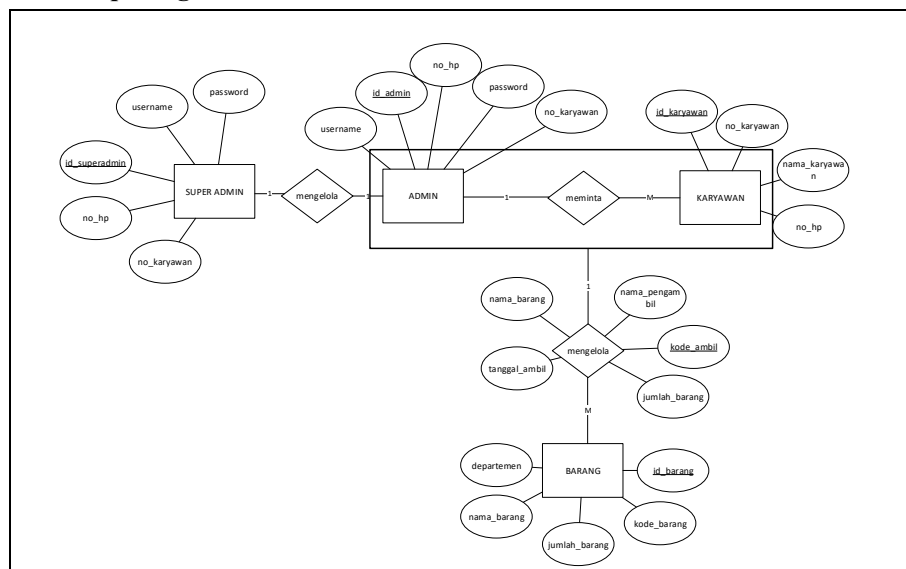 no_hp
id_admin
password
password
username
no_karyawan
username
id_karyawan
no_karyawan
id_superadmin
nama_karyawa
n
SUPER ADMIN
1
mengelola
1
ADMIN
1
meminta
M
KARYAWAN
no_hp
no_hp
no_karyawan
1
nama_barang
nama_pengam
bil
mengelola
kode_ambil
tanggal_ambil
jumlah_barang
M
departemen
BARANG
id_barang
nama_barang
kode_barang
jumlah_barang